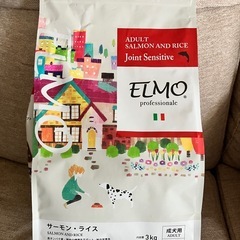 ADULT
SALMON AND RICE
Joint Sensitive
ELMO
professionale
サーモン・ライス
SALMON AND RICE
3kg
成犬用
ADULT